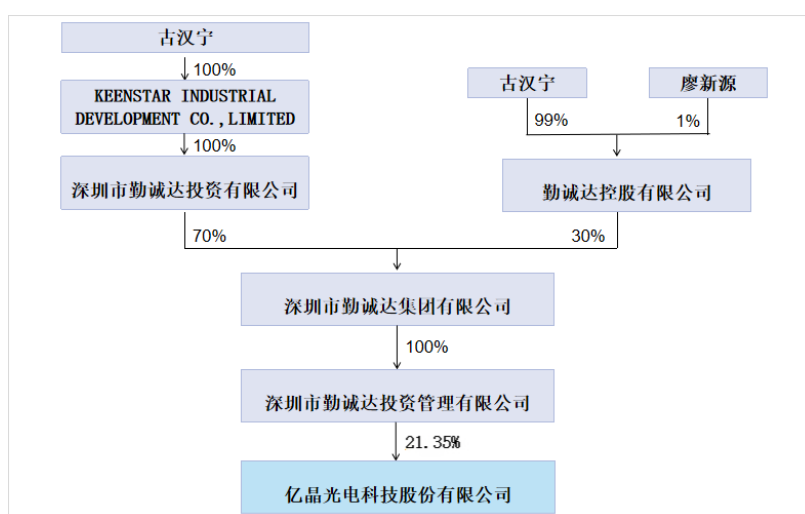 古汉宁
100%
KEENSTAR INDUSTRIAL
DEVELOPMENT CO.,LIMITED
100%
深圳市勤诚达投资有限公司
古汉宁
廖新源
99%
1%
勤诚达控股有限公司
70%
30%
深圳市勤诚达集团有限公司
100%
深圳市勤诚达投资管理有限公司
21.35%
亿晶光电科技股份有限公司